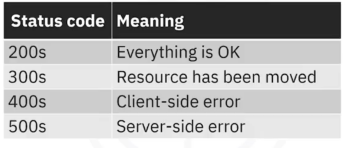 Status code Meaning
200s Everything is OK
300s Resource has been moved
400s Client-side error
500s Server-side error